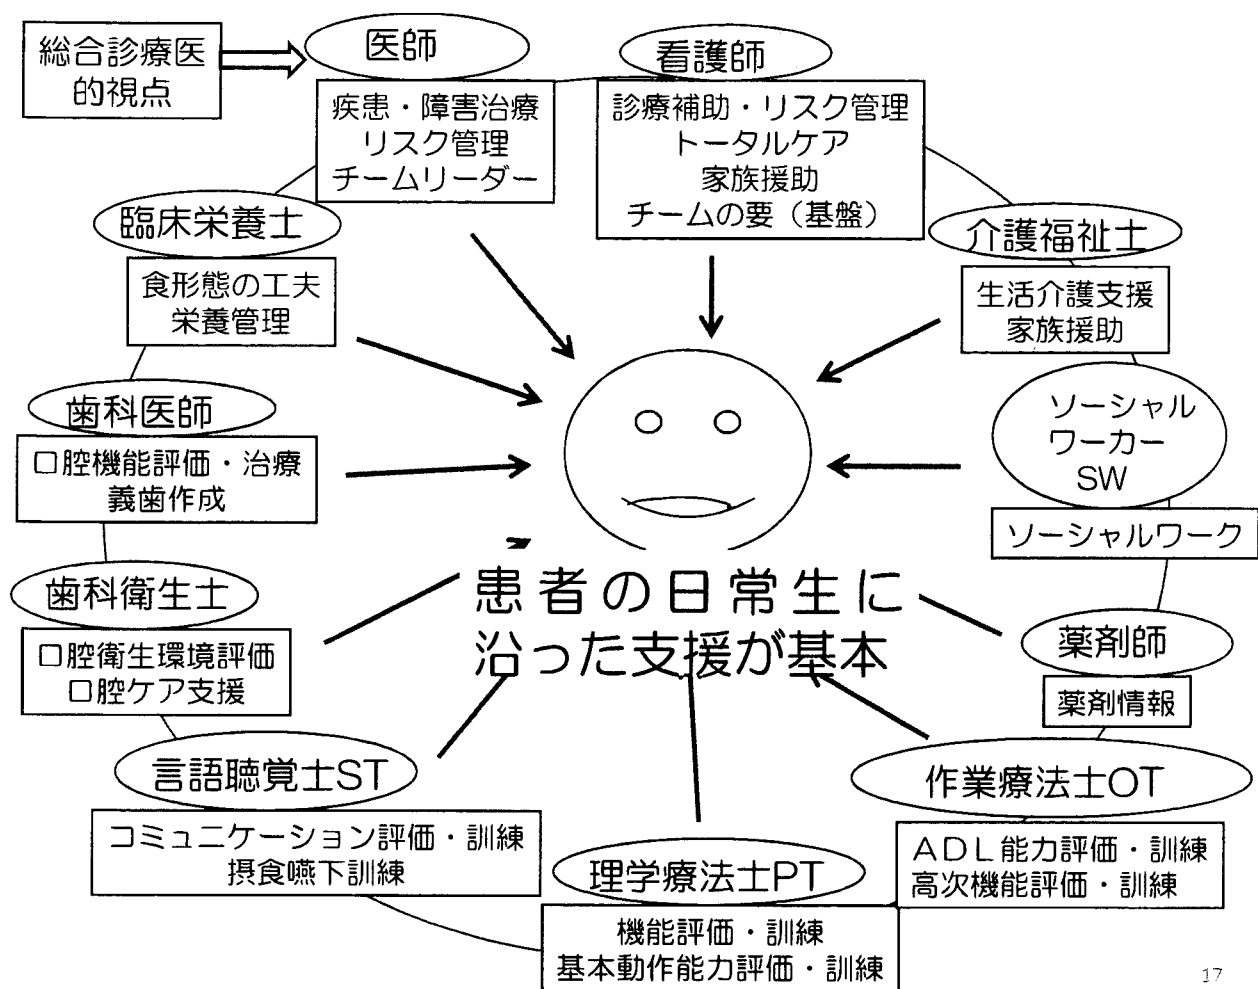 総合診療医
的視点
医師
疾患・障害治療
リスク管理
チームリーダー
看護師
診療補助・リスク管理
トータルケア
家族援助
チームの要（基盤）
臨床栄養士
食形態の工夫
栄養管理
介護福祉士
生活介護支援
家族援助
歯科医師
口腔機能評価・治療
義歯作成
ソーシャル
ワーカー
SW
ソーシャルワーク
歯科衛生士
口腔衛生環境評価
口腔ケア支援
患者の日常生に
沿った支援が基本
薬剤師
薬剤情報
言語聴覚士ST
コミュニケーション評価・訓練
摂食嚥下訓練
理学療法士PT
機能評価・訓練
基本動作能力評価・訓練
作業療法士OT
ＡＤＬ能力評価・訓練
高次機能評価・訓練
17